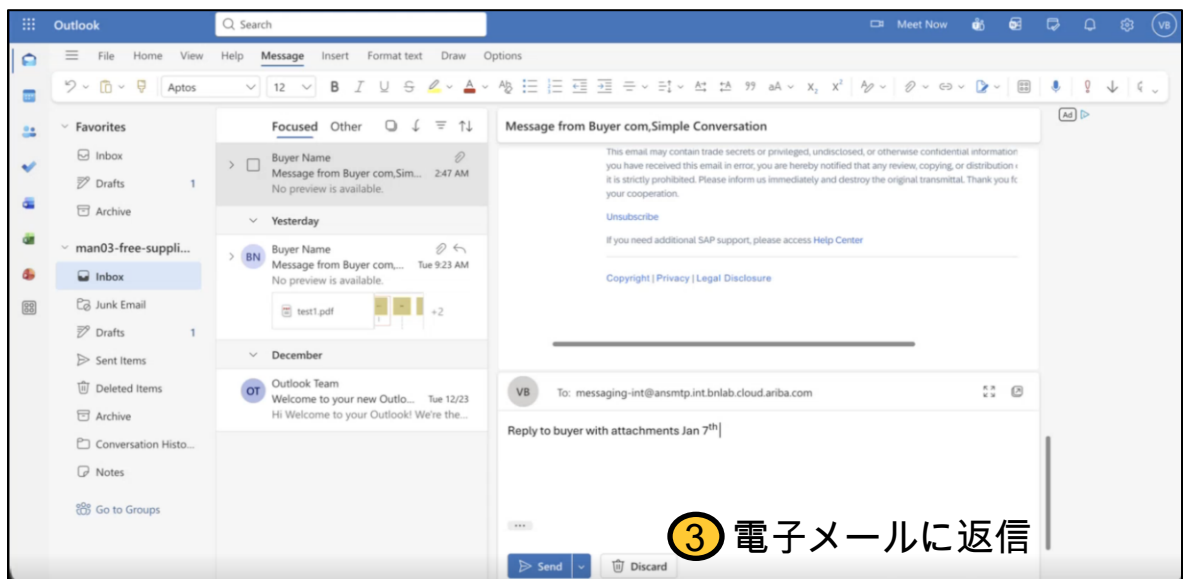 Outlook
Search
Meet Now
VB
File Home View Help Message Insert Format text Draw Options
Aptos 12 B I U S
Favorites
Inbox
Drafts 1
Archive
man03-free-suppli...
Inbox
Junk Email
Drafts 1
Sent Items
Deleted Items
Archive
Conversation Histo...
Notes
Go to Groups
Focused Other
Buyer Name
Message from Buyer com,Sim... 2:47 AM
No preview is available.
Yesterday
BN
Buyer Name
Message from Buyer com,... Tue 9:23 AM
No preview is available.
test1.pdf +2
December
OT
Outlook Team
Welcome to your new Outlo... Tue 12/23
Hi Welcome to your Outlook! We're the...
Message from Buyer com,Simple Conversation
Ad
This email may contain trade secrets or privileged, undisclosed, or otherwise confidential information
you have received this email in error, you are hereby notified that any review, copying, or distribution
it is strictly prohibited. Please inform us immediately and destroy the original transmittal. Thank you fo
your cooperation.
Unsubscribe
If you need additional SAP support, please access Help Center
Copyright | Privacy | Legal Disclosure
VB
To: messaging-int@ansmtp.int.bnlab.cloud.ariba.com
Reply to buyer with attachments Jan 7th
③ 電子メールに返信
Send
Discard